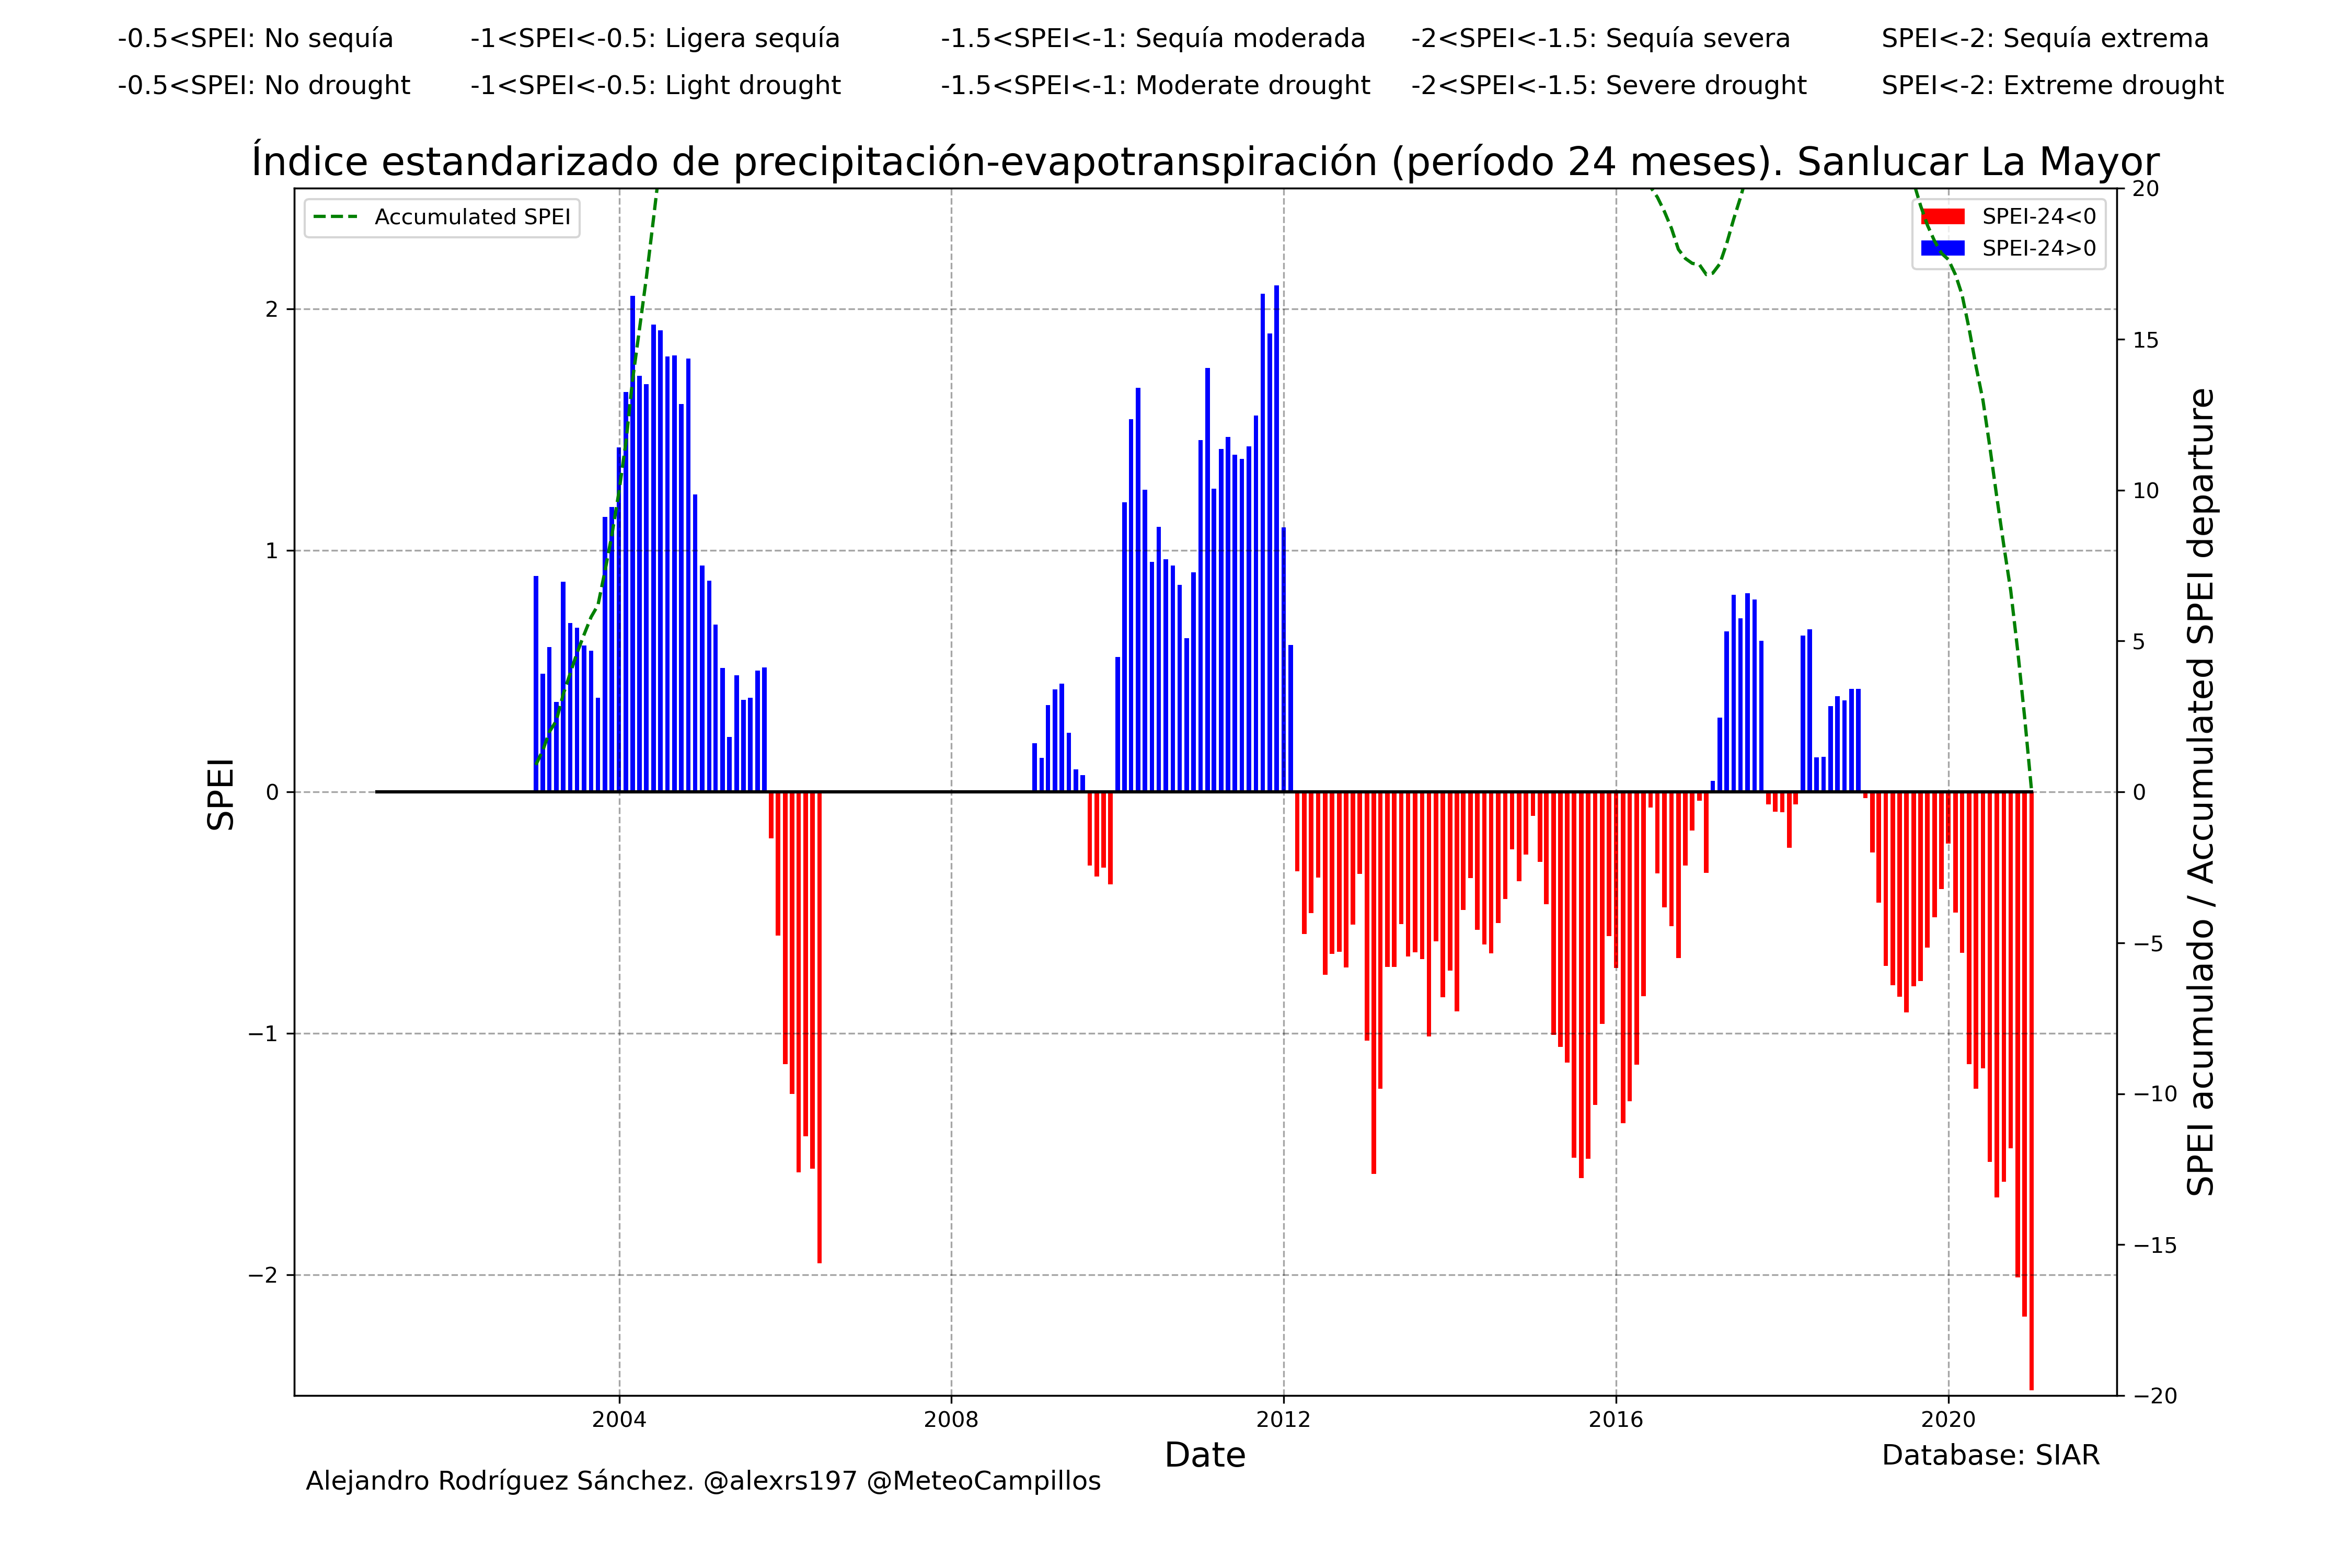 -0.5<SPEI: No sequía -1<SPEI<-0.5: Ligera sequía -1.5<SPEI<-1: Sequía moderada -2<SPEI<-1.5: Sequía severa SPEI<-2: Sequía extrema
-0.5<SPEI: No drought -1<SPEI<-0.5: Light drought -1.5<SPEI<-1: Moderate drought -2<SPEI<-1.5: Severe drought SPEI<-2: Extreme drought
Índice estandarizado de precipitación-evapotranspiración (período 24 meses). Sanlucar La Mayor
Accumulated SPEI
SPEI-24<0
SPEI-24>0
SPEI
2
1
0
−1
−2
20
15
10
5
0
−5
−10
−15
−20
SPEI acumulado / Accumulated SPEI departure
2004 2008 2012 2016 2020
Date
Database: SIAR
Alejandro Rodríguez Sánchez. @alexrs197 @MeteoCampillos